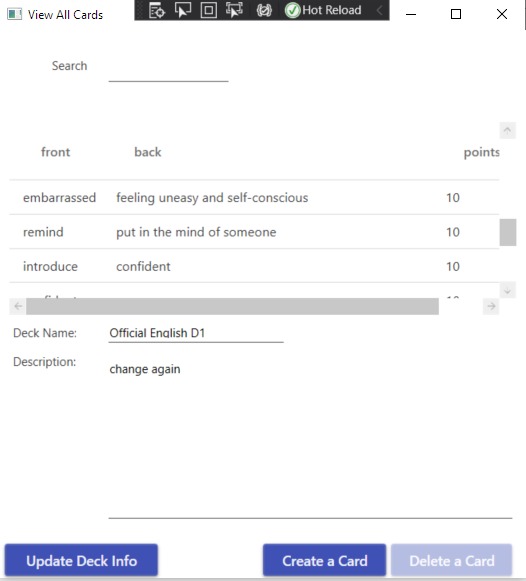 View All Cards
Hot Reload
Search
front back points
embarrassed feeling uneasy and self-conscious 10
remind put in the mind of someone 10
introduce confident 10
Deck Name: Official English D1
Description: change again
Update Deck Info Create a Card Delete a Card